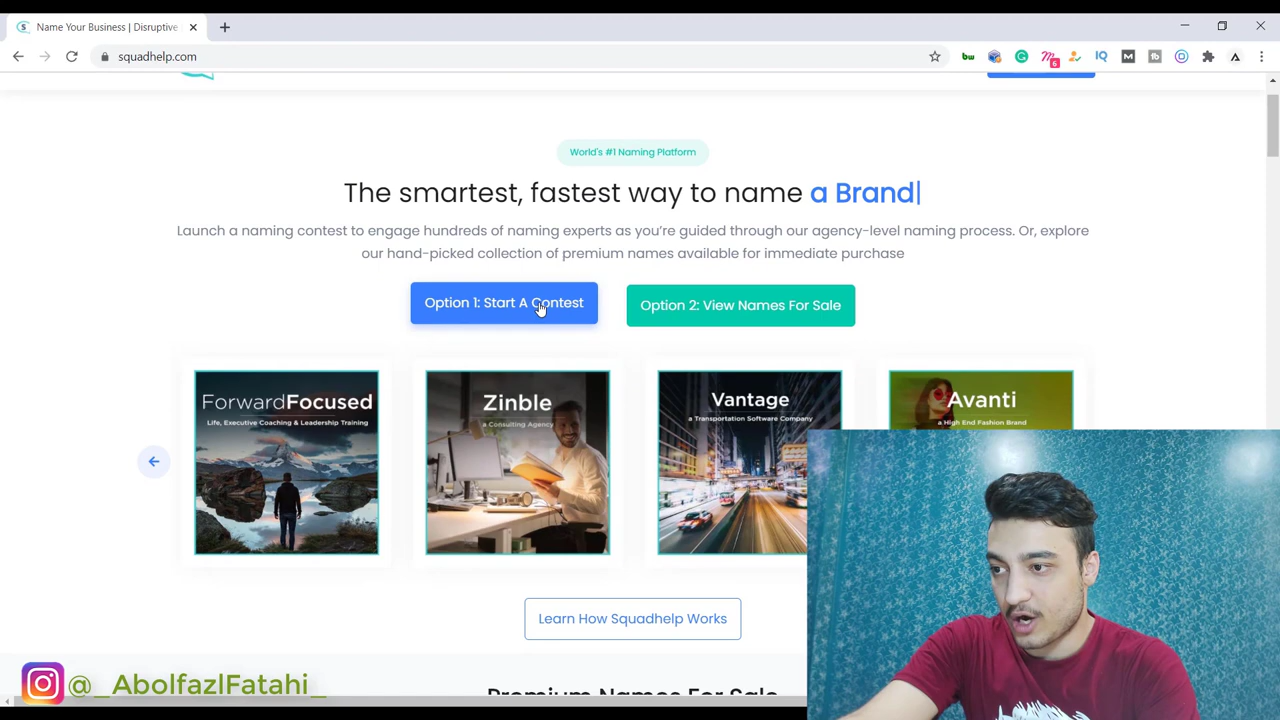 Name Your Business | Disruptive
squadhelp.com
World's #1 Naming Platform
The smartest, fastest way to name a Brand|
Launch a naming contest to engage hundreds of naming experts as you're guided through our agency-level naming process. Or, explore
our hand-picked collection of premium names available for immediate purchase
Option 1: Start A Contest
Option 2: View Names For Sale
ForwardFocused
Life, Executive Coaching & Leadership Training
Zinble
a Consulting Agency
Vantage
a Transportation Software Company
Avanti
a High End Fashion Brand
Learn How Squadhelp Works
Premium Names For Sale
@_AbolfazlFatahi_